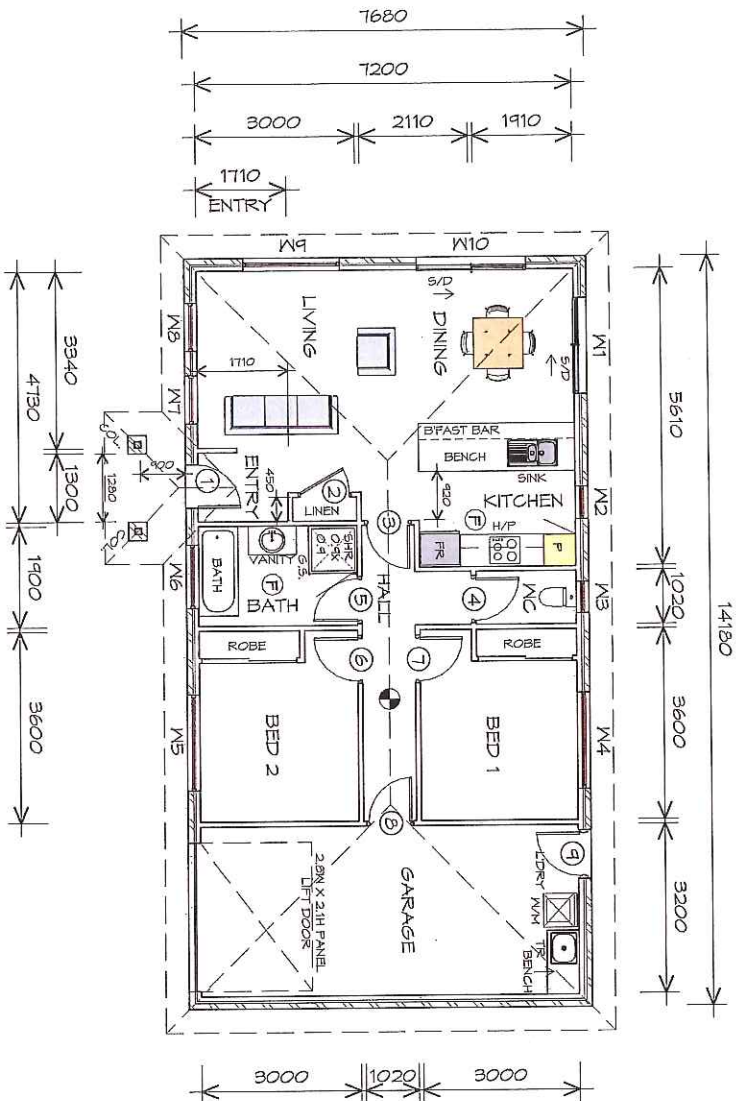 7680
7200
3000
2110
1910
1710
ENTRY
W9
W10
LIVING
DINING
S/D
S/D
W8
W7
W1
3340
4730
1710
5610
14180
B'FAST BAR
BENCH
SINK
900
1300
1280
1
ENTRY
450
2
LINEN
920
KITCHEN
W2
3
F
H/P
FR
P
W6
1900
BATH
VANITY
G.S.
F
BATH
SHR
5
HALL
4
WC
W3
1020
ROBE
6
7
ROBE
3600
W5
BED 2
BED 1
W4
3600
8
9
GARAGE
L'DRY
W/M
TR
BENCH
2.8W X 2.1H PANEL
LIFT DOOR
3200
3000
1020
3000